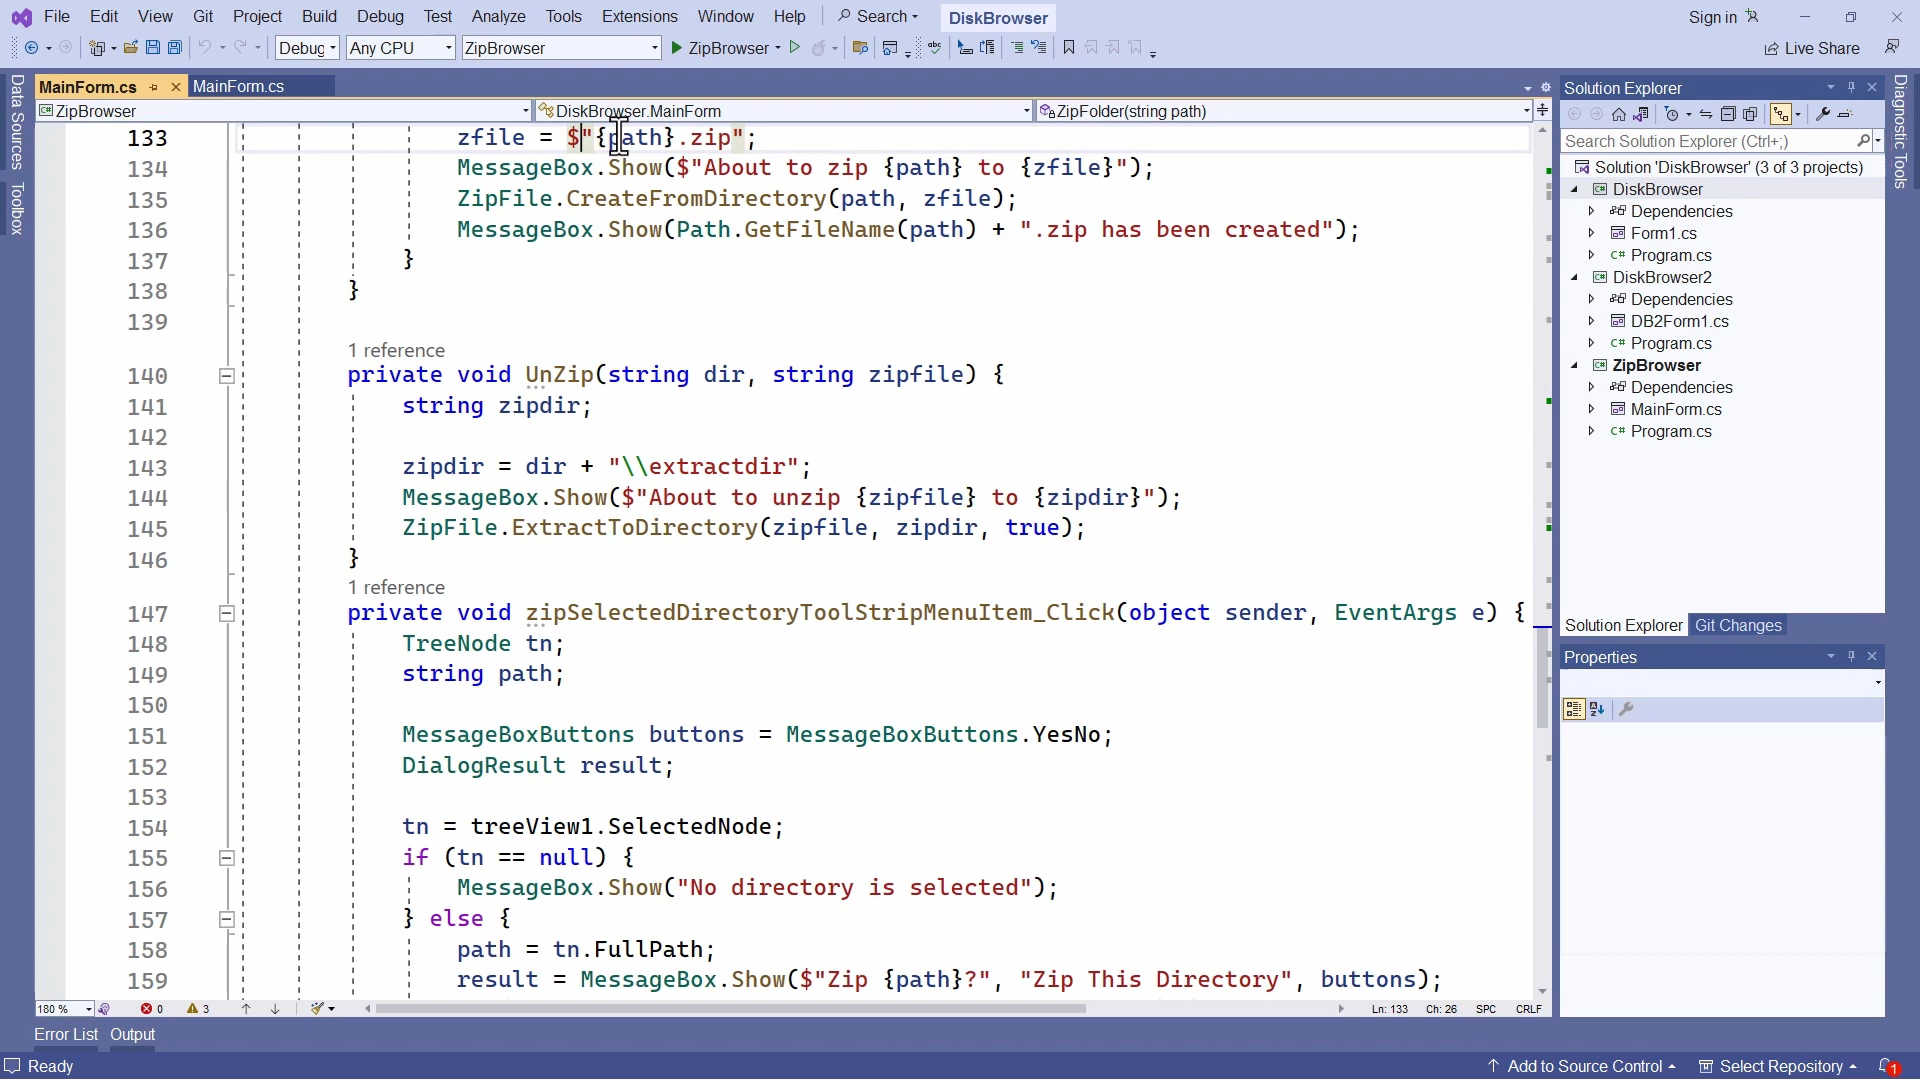 File Edit View Git Project Build Debug Test Analyze Tools Extensions Window Help Search DiskBrowser Sign in
Debug Any CPU ZipBrowser ZipBrowser Live Share
MainForm.cs MainForm.cs
ZipBrowser DiskBrowser.MainForm ZipFolder(string path)
133 zfile = $"{path}.zip";
134 MessageBox.Show($"About to zip {path} to {zfile}");
135 ZipFile.CreateFromDirectory(path, zfile);
136 MessageBox.Show(Path.GetFileName(path) + ".zip has been created");
137 }
138 }
139
1 reference
140 private void UnZip(string dir, string zipfile) {
141 string zipdir;
142
143 zipdir = dir + "\\extractdir";
144 MessageBox.Show($"About to unzip {zipfile} to {zipdir}");
145 ZipFile.ExtractToDirectory(zipfile, zipdir, true);
146 }
1 reference
147 private void zipSelectedDirectoryToolStripMenuItem_Click(object sender, EventArgs e) {
148 TreeNode tn;
149 string path;
150
151 MessageBoxButtons buttons = MessageBoxButtons.YesNo;
152 DialogResult result;
153
154 tn = treeView1.SelectedNode;
155 if (tn == null) {
156 MessageBox.Show("No directory is selected");
157 } else {
158 path = tn.FullPath;
159 result = MessageBox.Show($"Zip {path}?", "Zip This Directory", buttons);
180 % 0 3 Ln: 133 Ch: 26 SPC CRLF
Error List Output
Ready Add to Source Control Select Repository 1
Data Sources
Toolbox
Solution Explorer
Search Solution Explorer (Ctrl+;)
Solution 'DiskBrowser' (3 of 3 projects)
DiskBrowser
Dependencies
Form1.cs
Program.cs
DiskBrowser2
Dependencies
DB2Form1.cs
Program.cs
ZipBrowser
Dependencies
MainForm.cs
Program.cs
Solution Explorer Git Changes
Properties
Diagnostic Tools